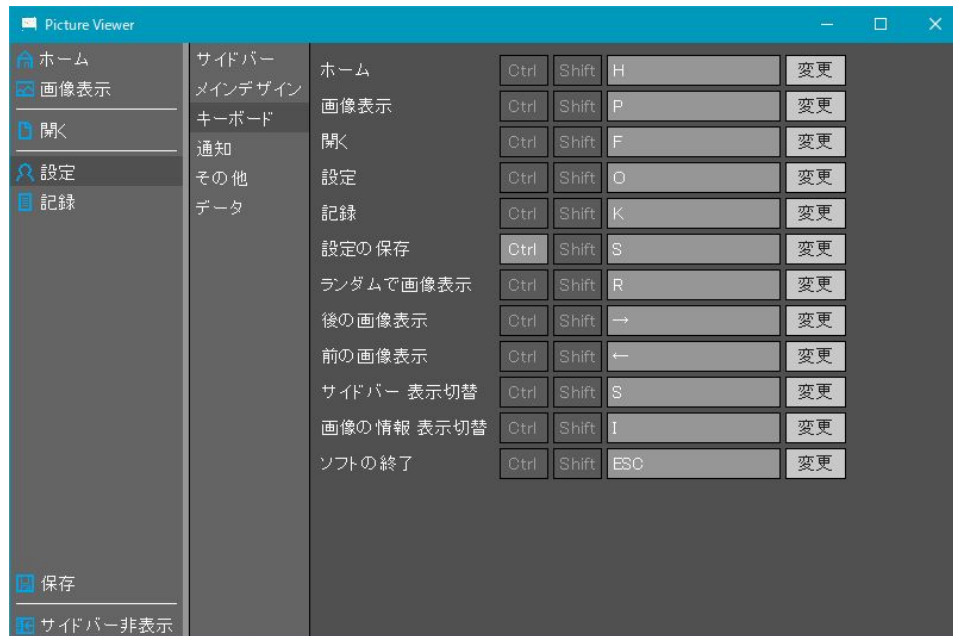 Picture Viewer
ホーム
画像表示
開く
設定
記録
保存
サイドバー非表示
サイドバー
メインデザイン
キーボード
通知
その他
データ
ホーム Ctrl Shift H 変更
画像表示 Ctrl Shift P 変更
開く Ctrl Shift F 変更
設定 Ctrl Shift O 変更
記録 Ctrl Shift K 変更
設定の保存 Ctrl Shift S 変更
ランダムで画像表示 Ctrl Shift R 変更
後の画像表示 Ctrl Shift → 変更
前の画像表示 Ctrl Shift ← 変更
サイドバー 表示切替 Ctrl Shift S 変更
画像の情報 表示切替 Ctrl Shift I 変更
ソフトの終了 Ctrl Shift ESC 変更